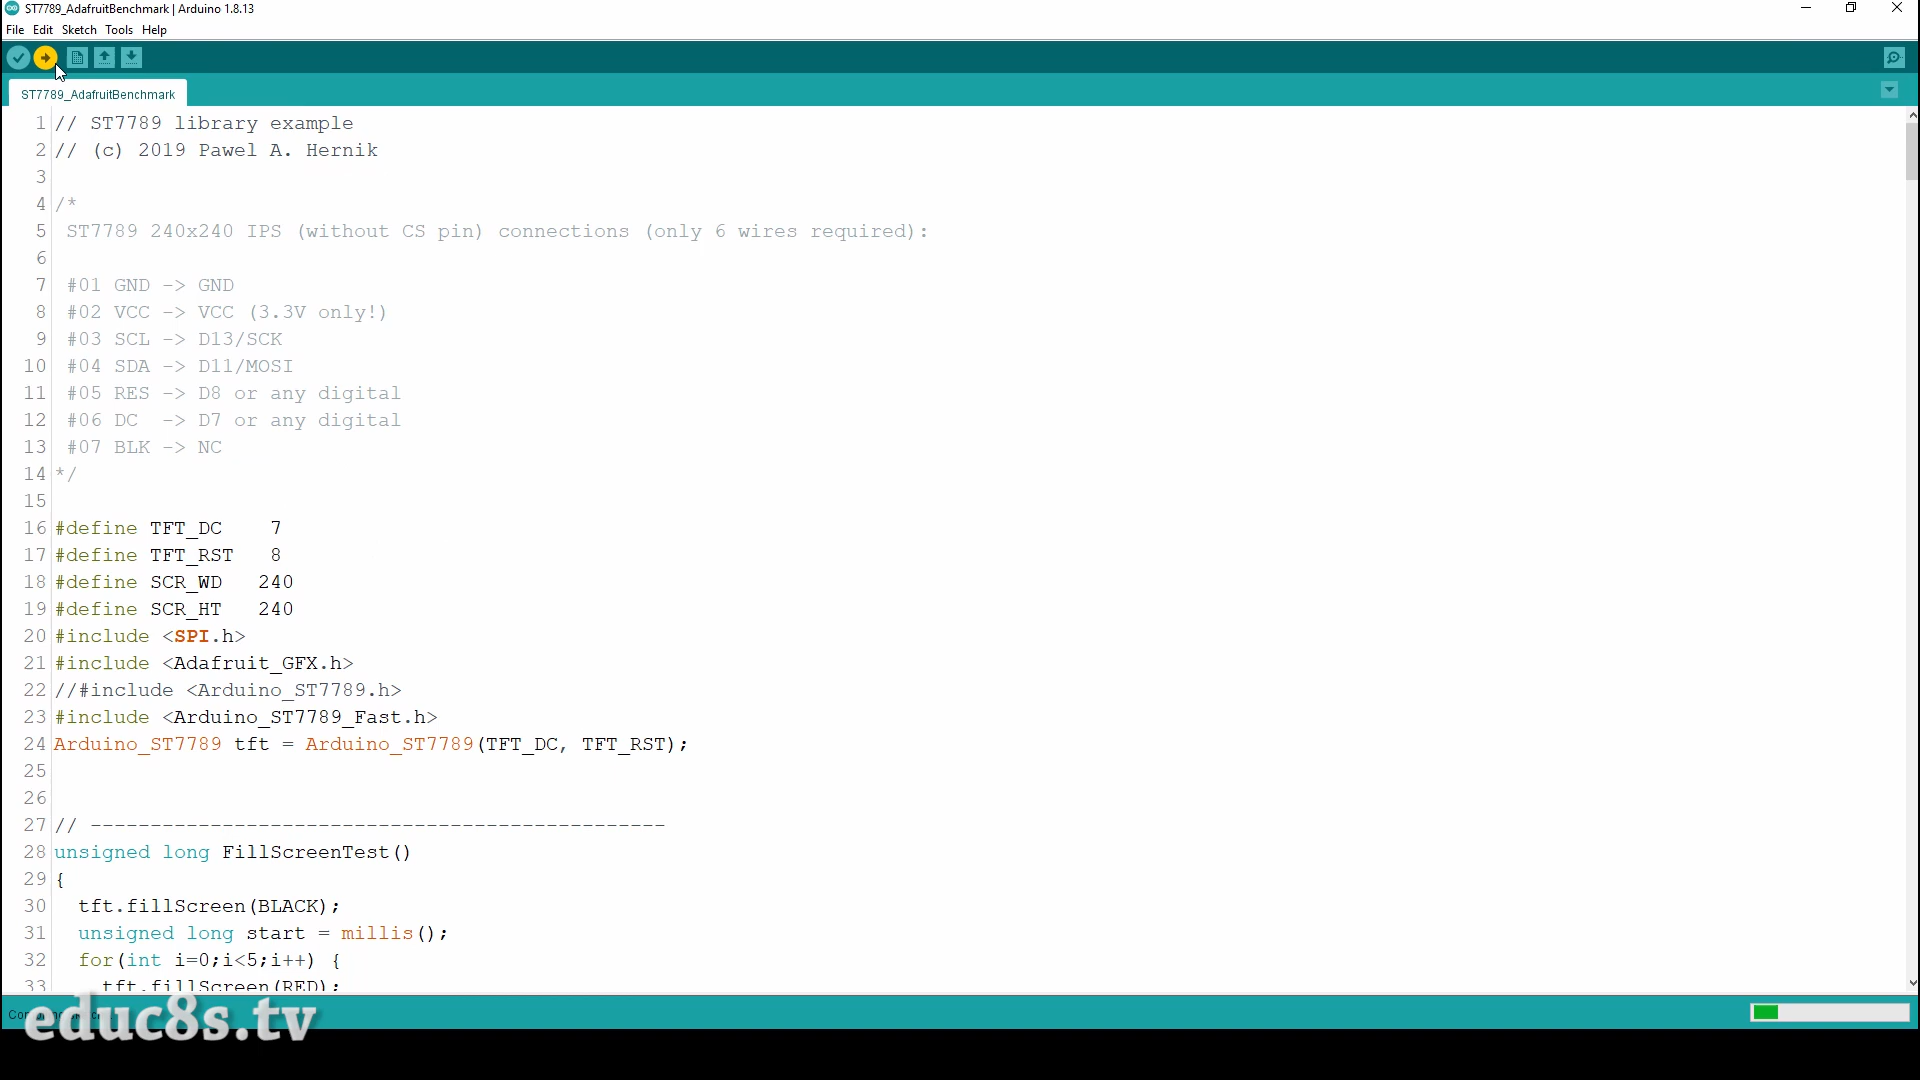 ST7789_AdafruitBenchmark | Arduino 1.8.13
File Edit Sketch Tools Help
ST7789_AdafruitBenchmark
1 // ST7789 library example
2 // (c) 2019 Pawel A. Hernik
3
4 /*
5 ST7789 240x240 IPS (without CS pin) connections (only 6 wires required):
6
7 #01 GND -> GND
8 #02 VCC -> VCC (3.3V only!)
9 #03 SCL -> D13/SCK
10 #04 SDA -> D11/MOSI
11 #05 RES -> D8 or any digital
12 #06 DC  -> D7 or any digital
13 #07 BLK -> NC
14 */
15
16 #define TFT_DC    7
17 #define TFT_RST   8
18 #define SCR_WD   240
19 #define SCR_HT   240
20 #include <SPI.h>
21 #include <Adafruit_GFX.h>
22 //#include <Arduino_ST7789.h>
23 #include <Arduino_ST7789_Fast.h>
24 Arduino_ST7789 tft = Arduino_ST7789(TFT_DC, TFT_RST);
25
26
27 // ------------------------------------------------
28 unsigned long FillScreenTest()
29 {
30   tft.fillScreen(BLACK);
31   unsigned long start = millis();
32   for(int i=0;i<5;i++) {
33     tft.fillScreen(RED);
educ8s.tv